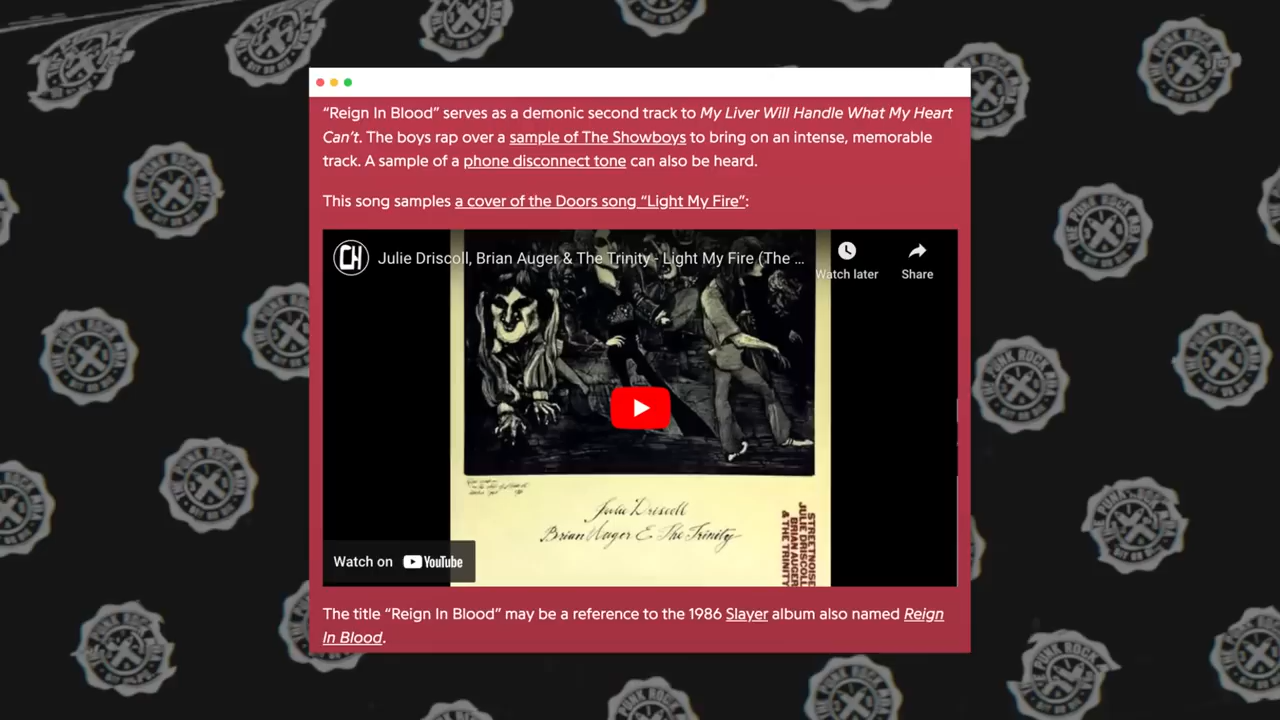 “Reign In Blood” serves as a demonic second track to My Liver Will Handle What My Heart
Can’t. The boys rap over a sample of The Showboys to bring on an intense, memorable
track. A sample of a phone disconnect tone can also be heard.
This song samples a cover of the Doors song “Light My Fire”:
CH
Julie Driscoll, Brian Auger & The Trinity - Light My Fire (The ...
Watch later
Share
Julie Driscoll
Brian Auger & The Trinity
STREETNOISE
JULIE DRISCOLL
BRIAN AUGER
& THE TRINITY
Watch on YouTube
The title “Reign In Blood” may be a reference to the 1986 Slayer album also named Reign
In Blood.
THE PUNK ROCK MBA